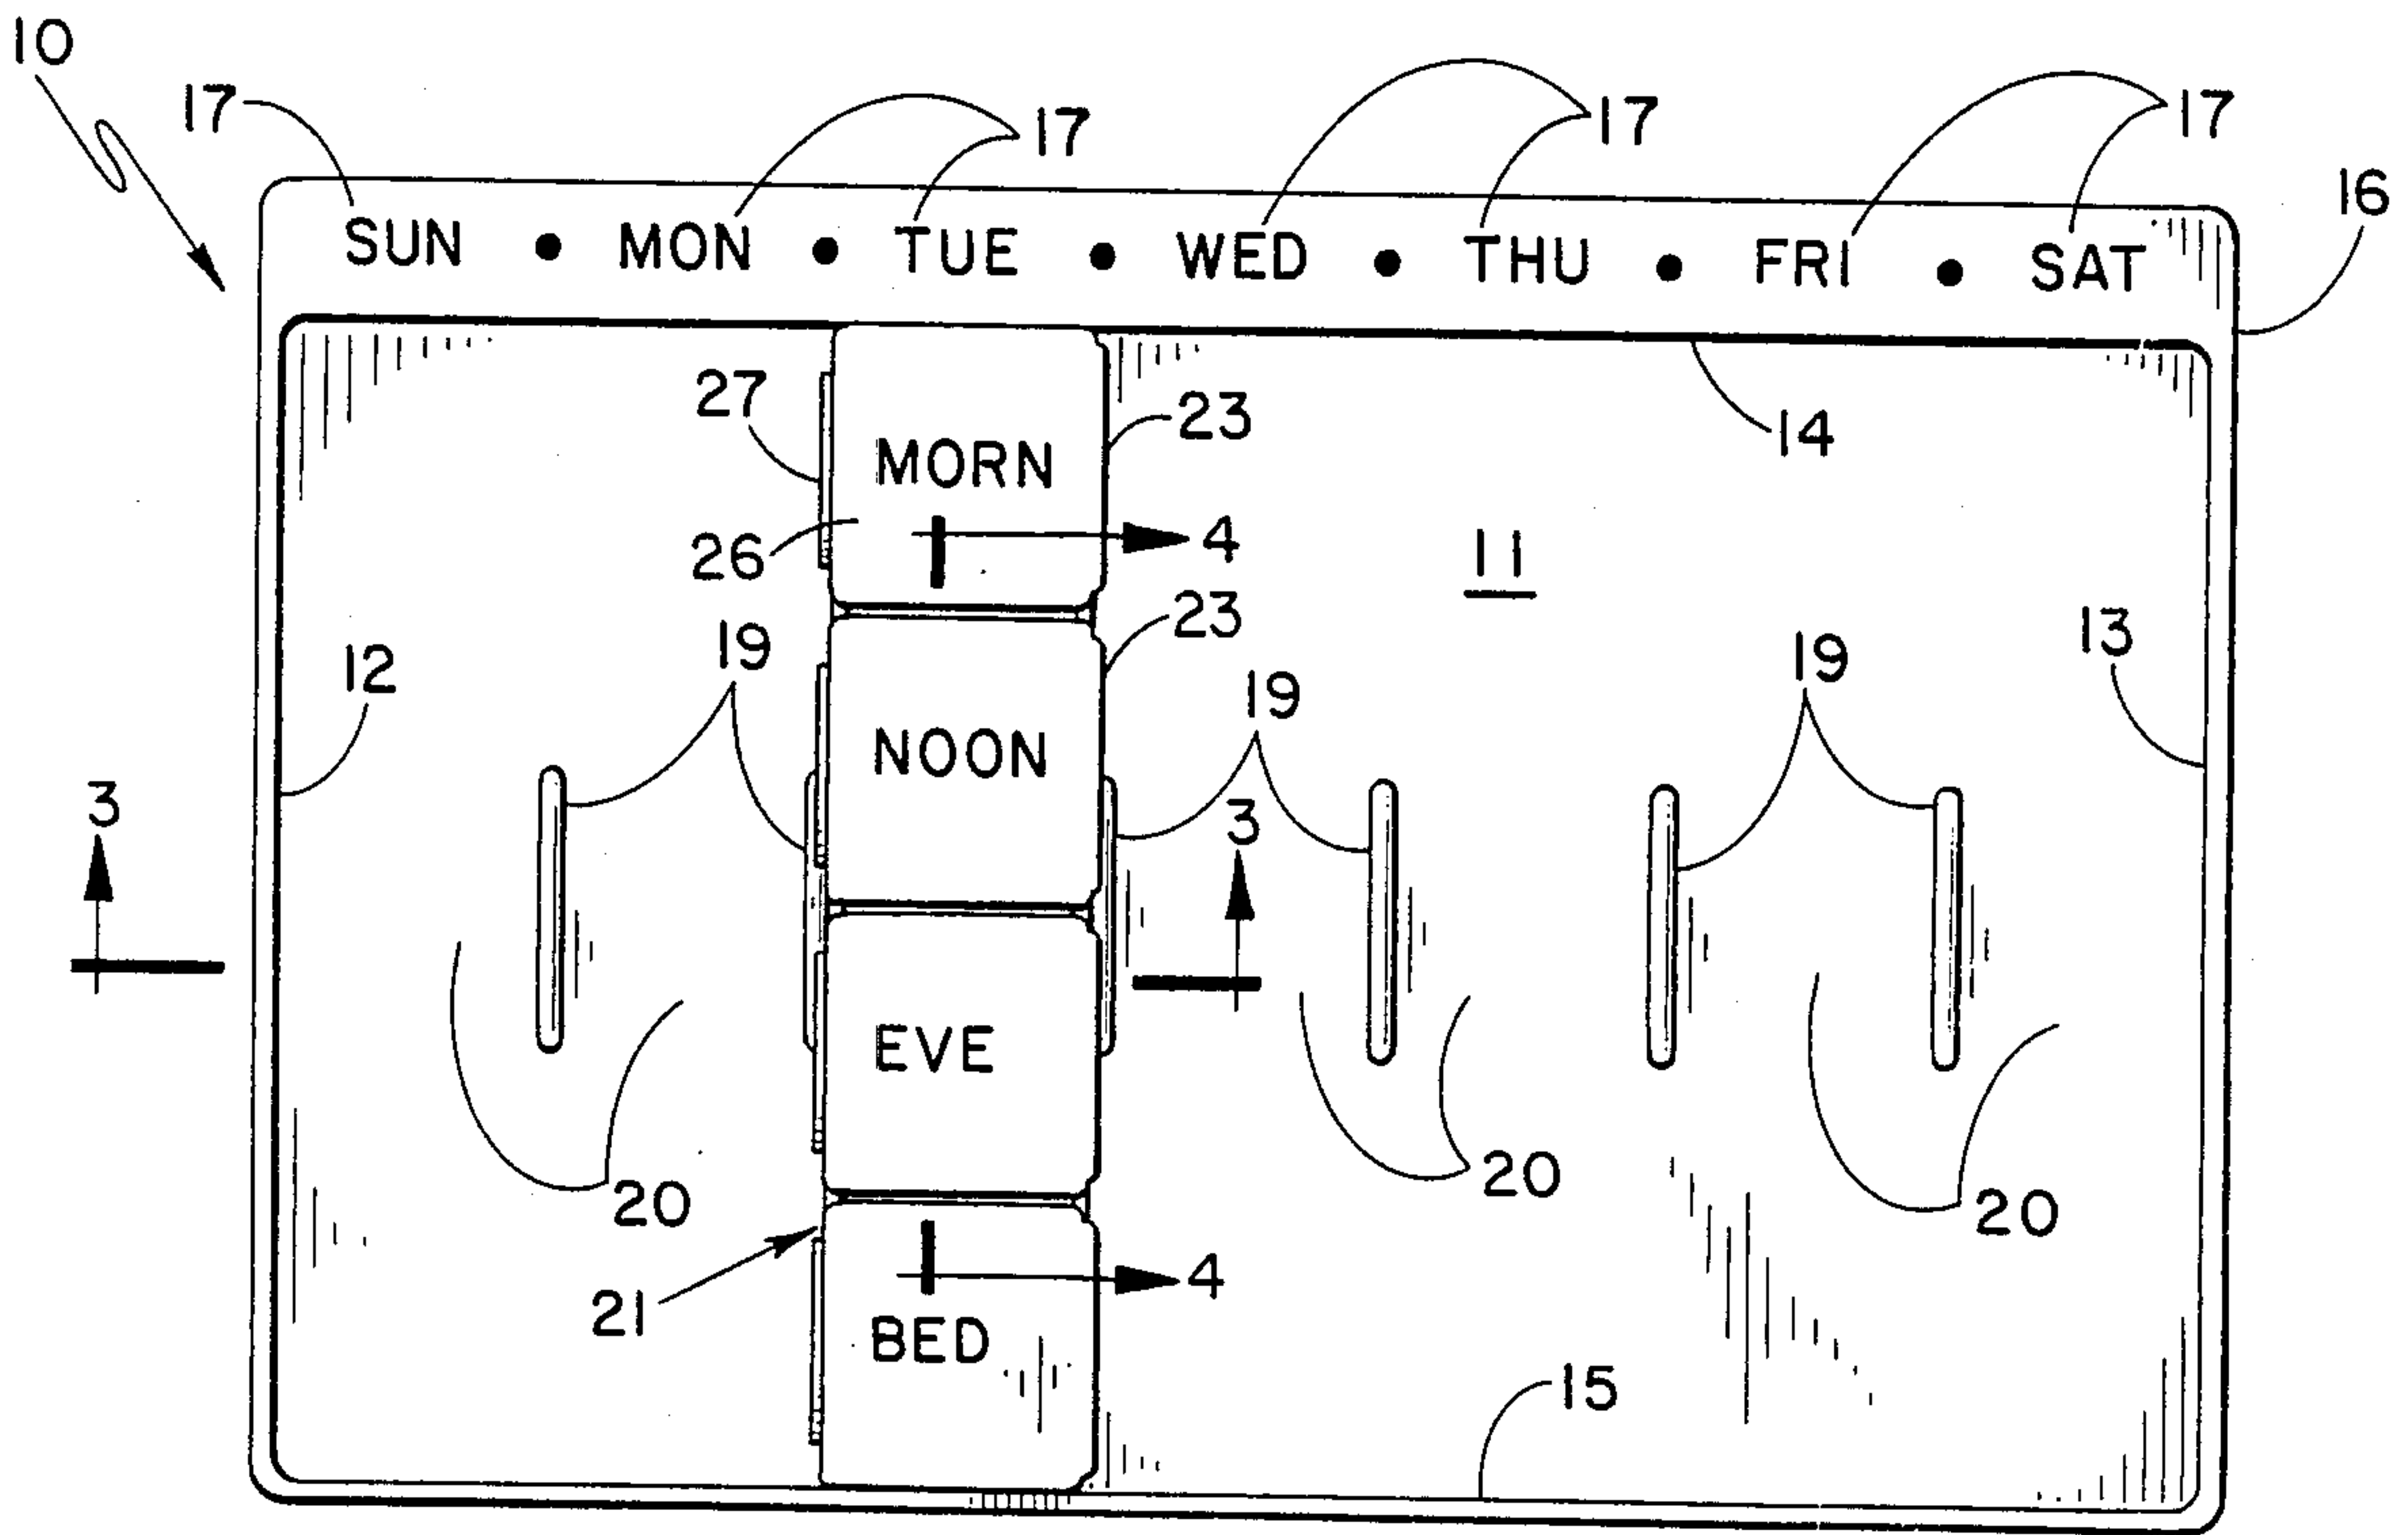 10
17 17 17 17
16
SUN • MON • TUE • WED • THU • FRI • SAT
27 23 14
MORN
26 4 11
23
12 19 19 19 13
NOON
3 3
EVE
20 20 20
21 4
BED
15